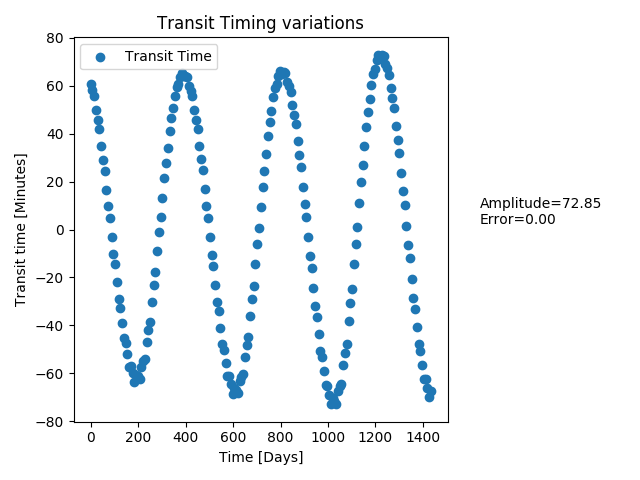 Transit Timing variations
Transit Time
Transit time [Minutes]
80
60
40
20
0
−20
−40
−60
−80
0 200 400 600 800 1000 1200 1400
Time [Days]
Amplitude=72.85
Error=0.00